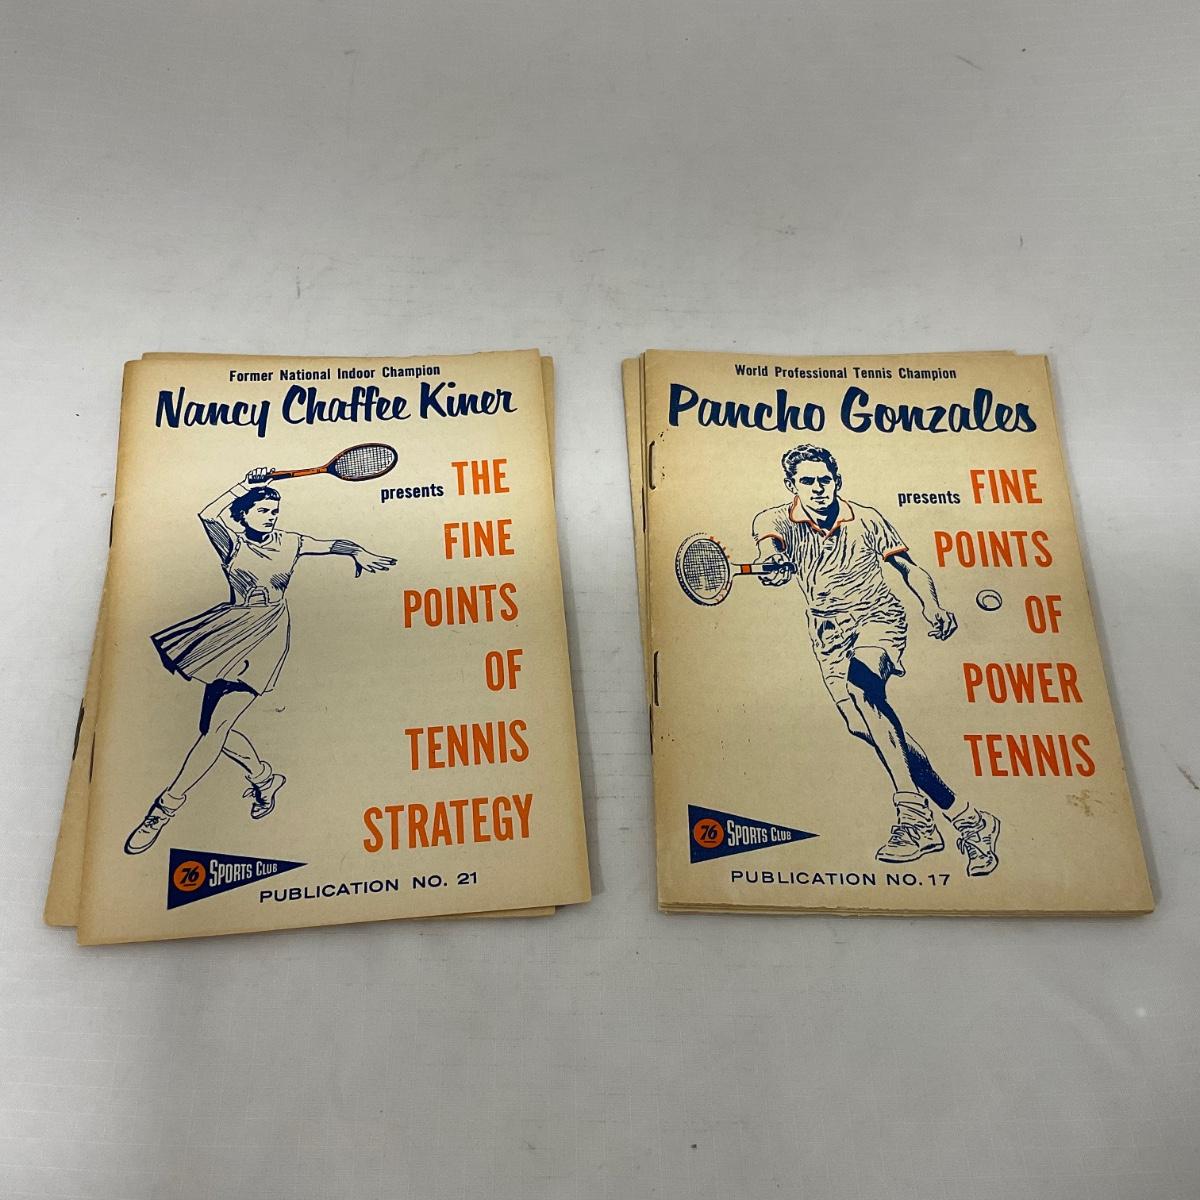 Former National Indoor Champion
Nancy Chaffee Kiner
presents THE
FINE
POINTS
OF
TENNIS
STRATEGY
76 SPORTS CLUB
PUBLICATION NO. 21
World Professional Tennis Champion
Pancho Gonzales
presents FINE
POINTS
OF
POWER
TENNIS
76 SPORTS CLUB
PUBLICATION NO. 17